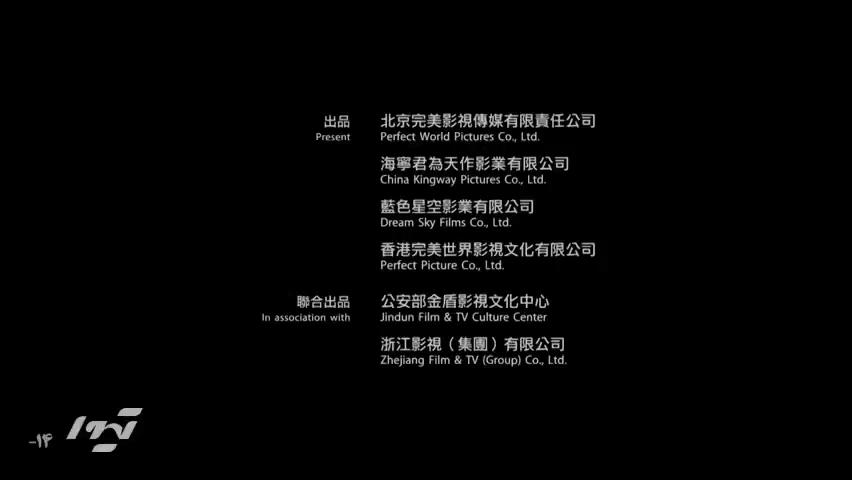 出品 北京完美影視傳媒有限責任公司
Present Perfect World Pictures Co., Ltd.
海寧君為天作影業有限公司
China Kingway Pictures Co., Ltd.
藍色星空影業有限公司
Dream Sky Films Co., Ltd.
香港完美世界影視文化有限公司
Perfect Picture Co., Ltd.
聯合出品 公安部金盾影視文化中心
In association with Jindun Film & TV Culture Center
浙江影視（集團）有限公司
Zhejiang Film & TV (Group) Co., Ltd.
-۱۴